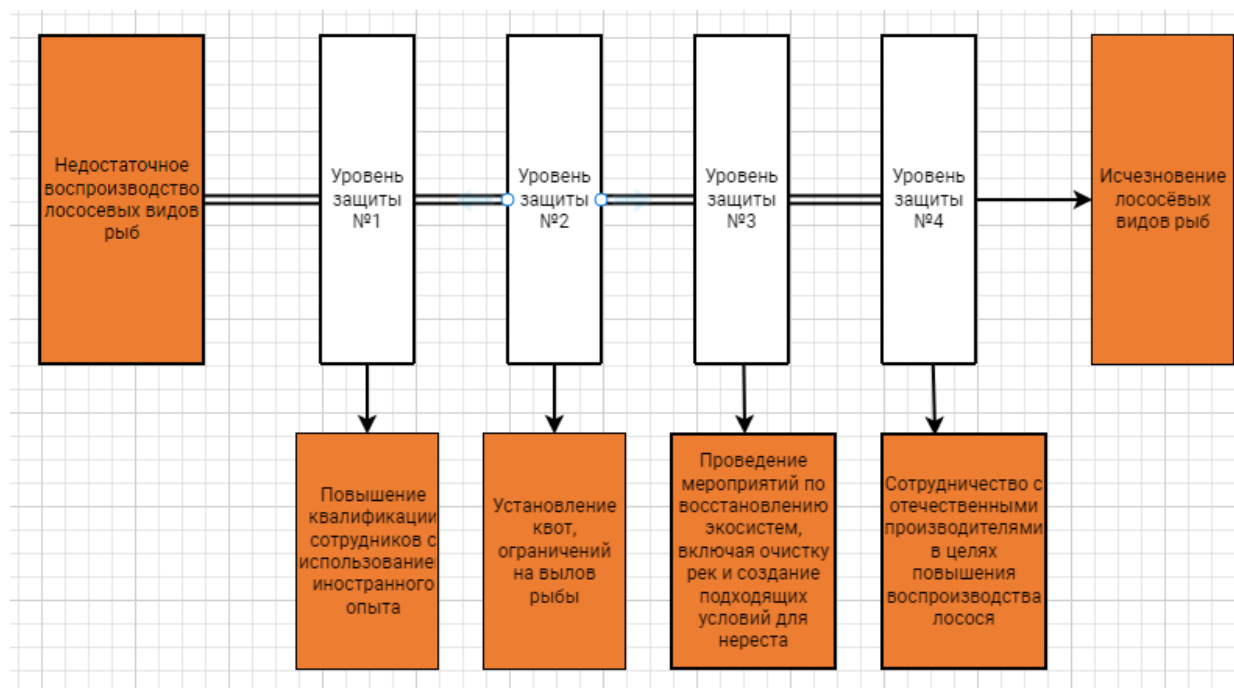 Недостаточное
воспроизводство
лососевых видов
рыб
Уровень
защиты
№1
Уровень
защиты
№2
Уровень
защиты
№3
Уровень
защиты
№4
Исчезновение
лососёвых
видов рыб
Повышение
квалификации
сотрудников с
использование
иностранного
опыта
Установление
квот,
ограничений
на вылов
рыбы
Проведение
мероприятий по
восстановлению
экосистем,
включая очистку
рек и создание
подходящих
условий для
нереста
Сотрудничество с
отечественными
производителями
в целях
повышения
воспроизводства
лосося